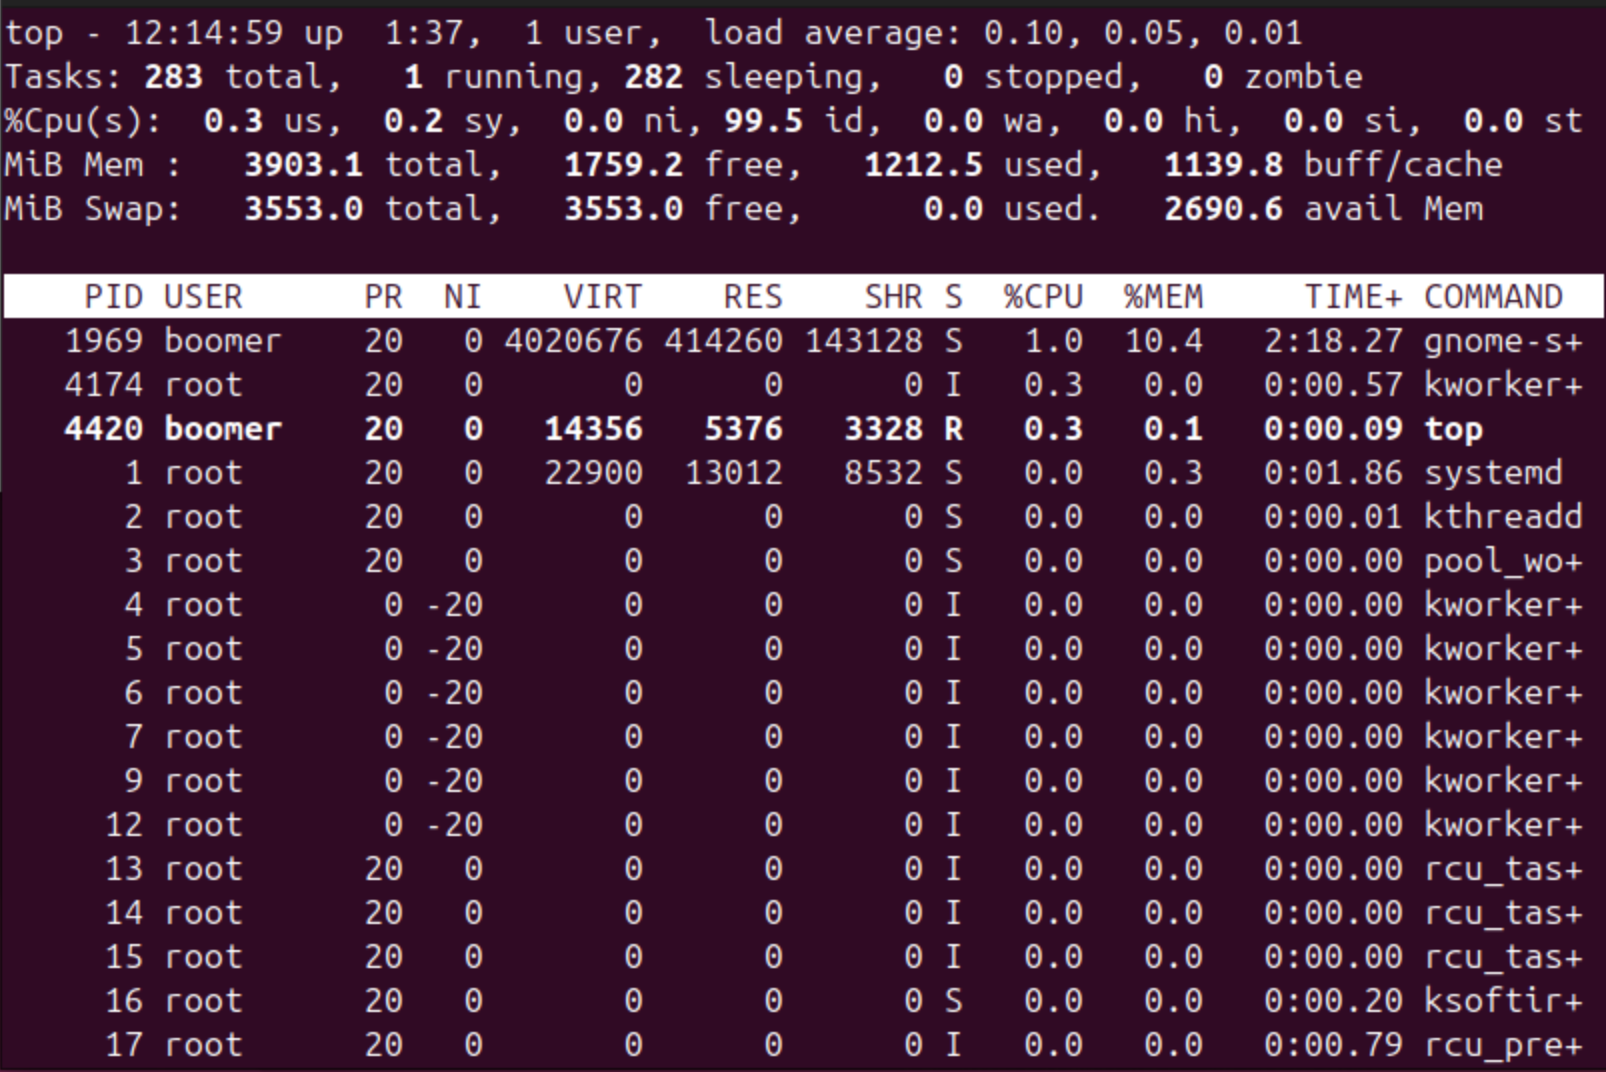 top - 12:14:59 up  1:37,  1 user,  load average: 0.10, 0.05, 0.01
Tasks: 283 total,   1 running, 282 sleeping,   0 stopped,   0 zombie
%Cpu(s):  0.3 us,  0.2 sy,  0.0 ni, 99.5 id,  0.0 wa,  0.0 hi,  0.0 si,  0.0 st
MiB Mem :   3903.1 total,   1759.2 free,   1212.5 used,   1139.8 buff/cache
MiB Swap:   3553.0 total,   3553.0 free,      0.0 used.   2690.6 avail Mem
    PID USER      PR  NI    VIRT    RES    SHR S  %CPU  %MEM     TIME+ COMMAND
   1969 boomer    20   0 4020676 414260 143128 S   1.0  10.4   2:18.27 gnome-s+
   4174 root      20   0       0      0      0 I   0.3   0.0   0:00.57 kworker+
   4420 boomer    20   0   14356   5376   3328 R   0.3   0.1   0:00.09 top
      1 root      20   0   22900  13012   8532 S   0.0   0.3   0:01.86 systemd
      2 root      20   0       0      0      0 S   0.0   0.0   0:00.01 kthreadd
      3 root      20   0       0      0      0 S   0.0   0.0   0:00.00 pool_wo+
      4 root       0 -20       0      0      0 I   0.0   0.0   0:00.00 kworker+
      5 root       0 -20       0      0      0 I   0.0   0.0   0:00.00 kworker+
      6 root       0 -20       0      0      0 I   0.0   0.0   0:00.00 kworker+
      7 root       0 -20       0      0      0 I   0.0   0.0   0:00.00 kworker+
      9 root       0 -20       0      0      0 I   0.0   0.0   0:00.00 kworker+
     12 root       0 -20       0      0      0 I   0.0   0.0   0:00.00 kworker+
     13 root      20   0       0      0      0 I   0.0   0.0   0:00.00 rcu_tas+
     14 root      20   0       0      0      0 I   0.0   0.0   0:00.00 rcu_tas+
     15 root      20   0       0      0      0 I   0.0   0.0   0:00.00 rcu_tas+
     16 root      20   0       0      0      0 S   0.0   0.0   0:00.20 ksoftir+
     17 root      20   0       0      0      0 I   0.0   0.0   0:00.79 rcu_pre+